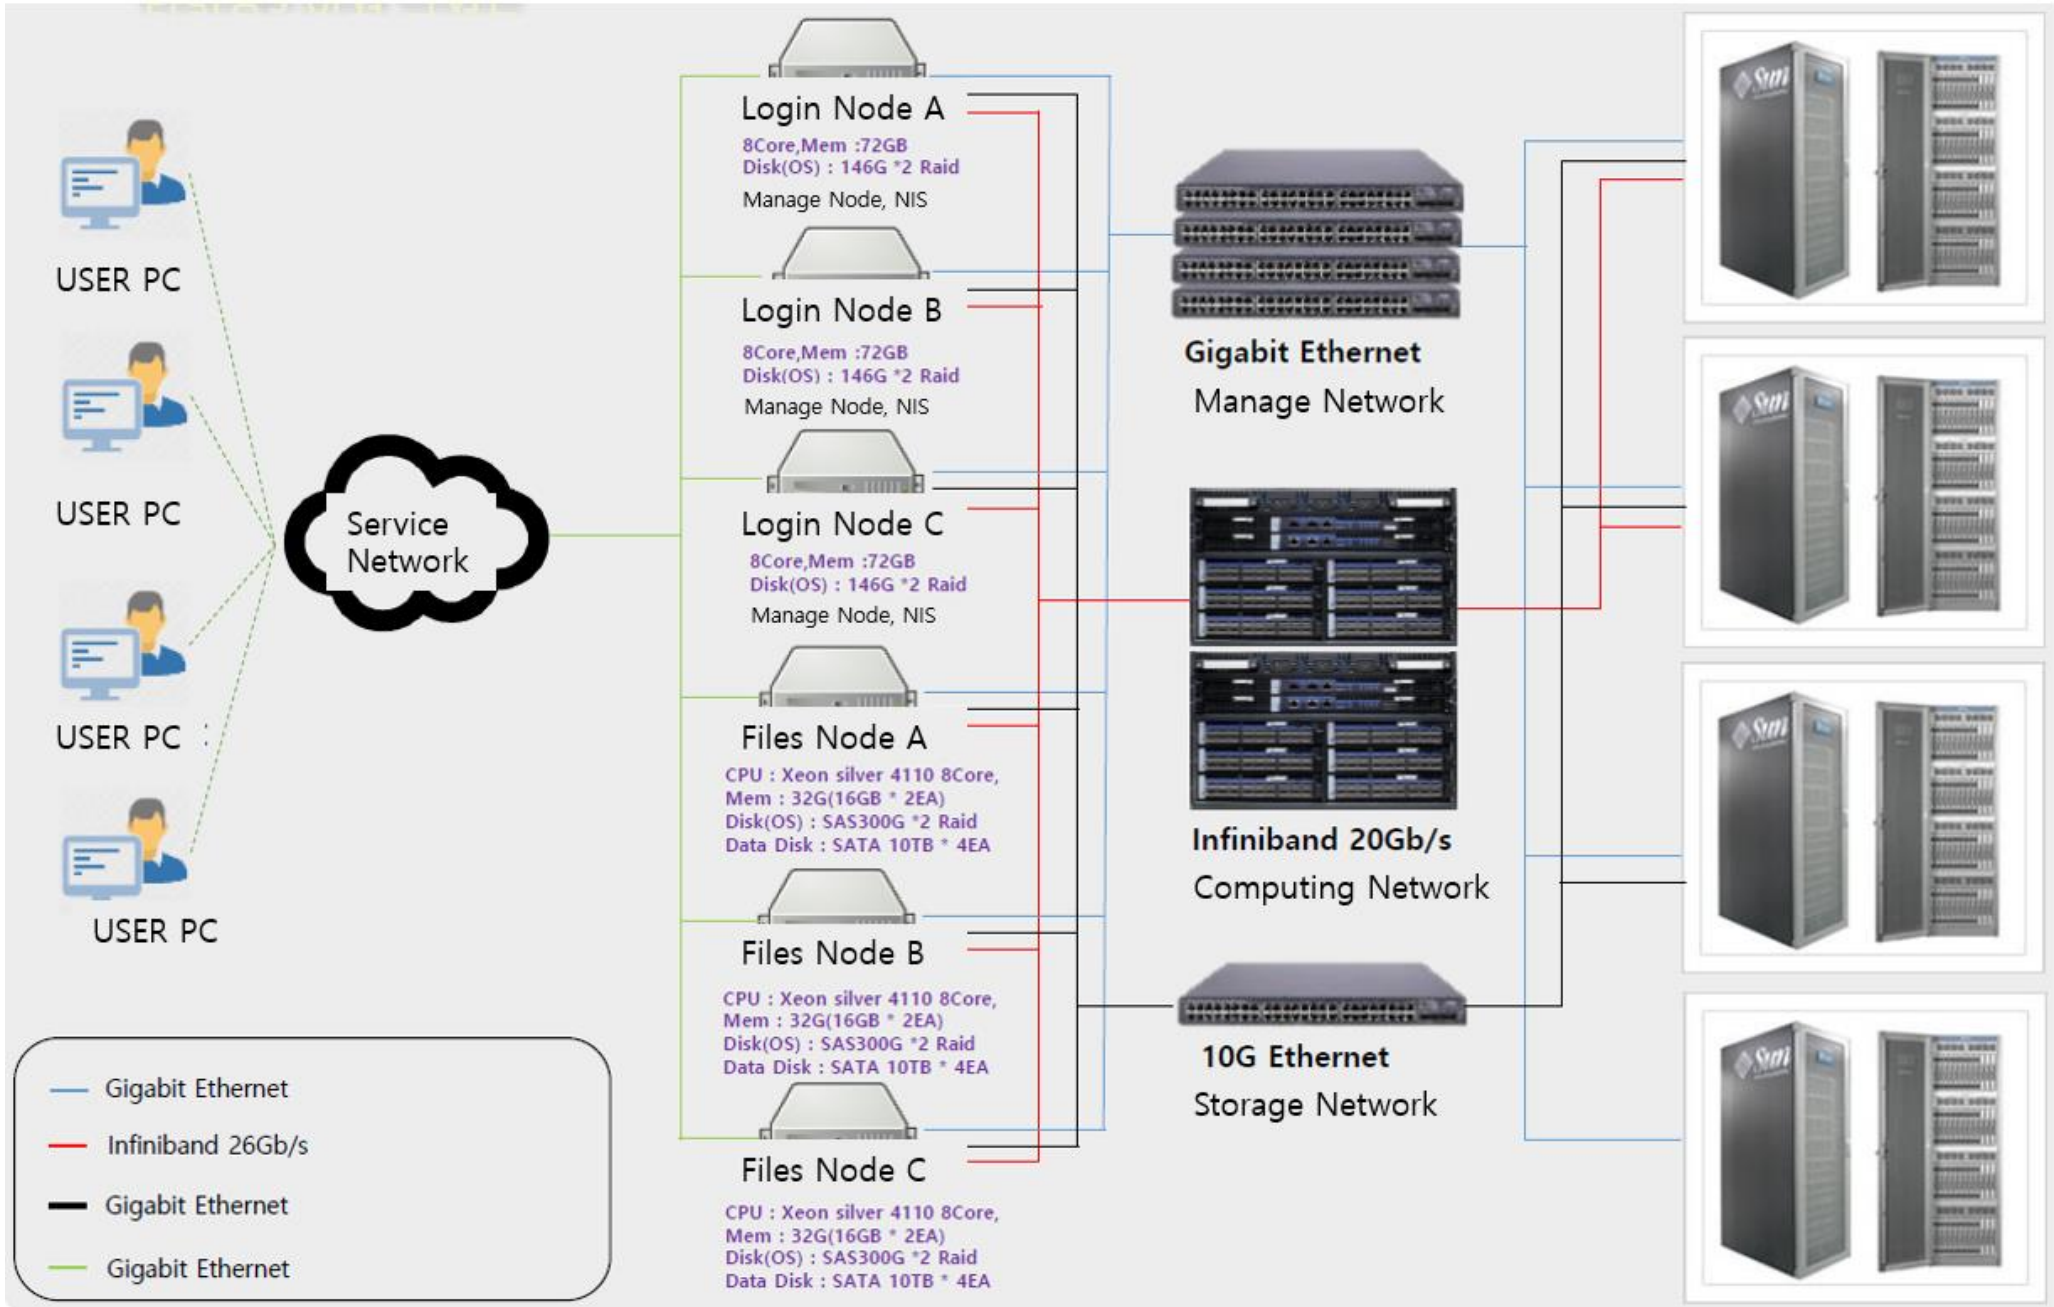 USER PC
USER PC
USER PC :
USER PC
Service
Network
Login Node A
8Core,Mem :72GB
Disk(OS) : 146G *2 Raid
Manage Node, NIS
Login Node B
8Core,Mem :72GB
Disk(OS) : 146G *2 Raid
Manage Node, NIS
Login Node C
8Core,Mem :72GB
Disk(OS) : 146G *2 Raid
Manage Node, NIS
Files Node A
CPU : Xeon silver 4110 8Core,
Mem : 32G(16GB * 2EA)
Disk(OS) : SAS300G *2 Raid
Data Disk : SATA 10TB * 4EA
Files Node B
CPU : Xeon silver 4110 8Core,
Mem : 32G(16GB * 2EA)
Disk(OS) : SAS300G *2 Raid
Data Disk : SATA 10TB * 4EA
Files Node C
CPU : Xeon silver 4110 8Core,
Mem : 32G(16GB * 2EA)
Disk(OS) : SAS300G *2 Raid
Data Disk : SATA 10TB * 4EA
Gigabit Ethernet
Manage Network
Infiniband 20Gb/s
Computing Network
10G Ethernet
Storage Network
Sun
Sun
Sun
Sun
Gigabit Ethernet
Infiniband 26Gb/s
Gigabit Ethernet
Gigabit Ethernet